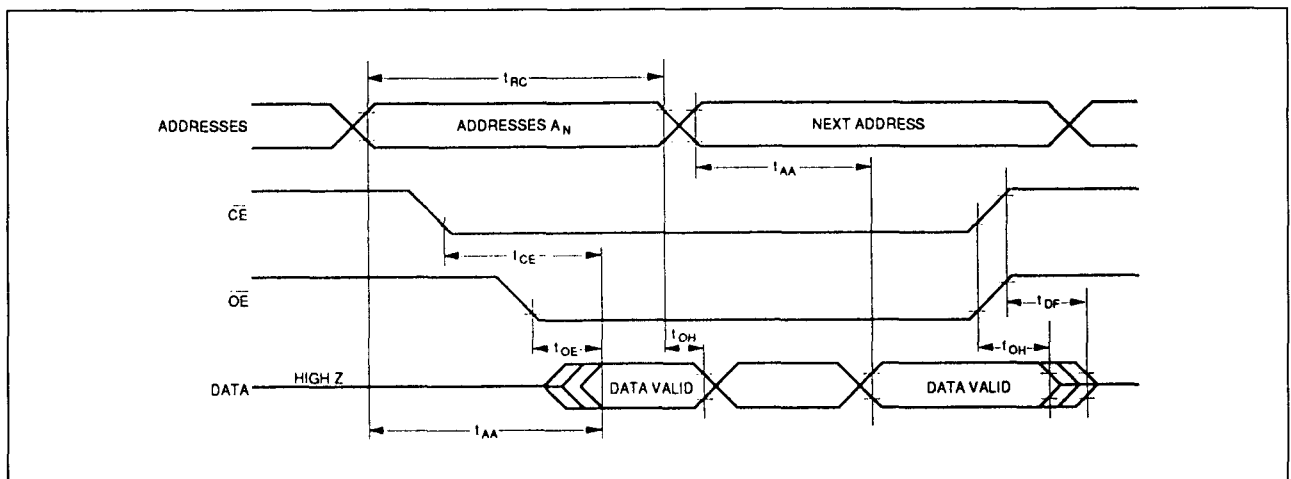 tRC
ADDRESSES
ADDRESSES AN
NEXT ADDRESS
tAA
CE
tCE
OE
tDF
tOE
tOH
tOH
DATA
HIGH Z
DATA VALID
DATA VALID
tAA